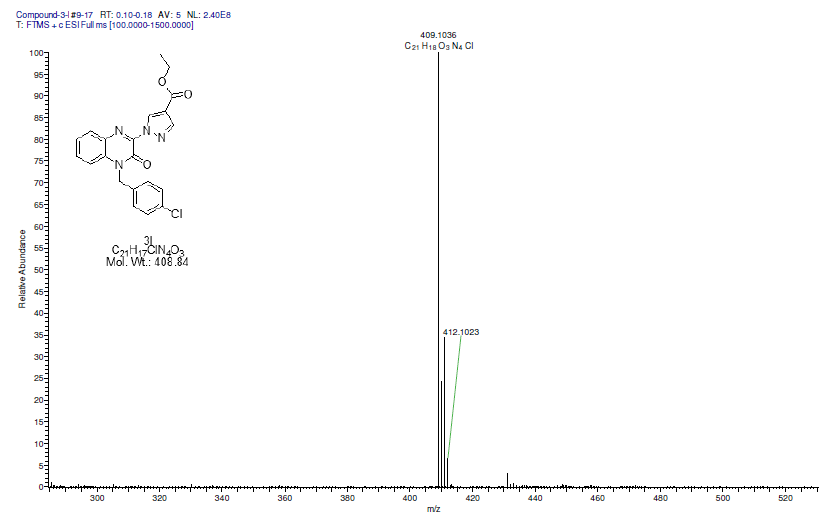 Compound-3-l #9-17 RT: 0.10-0.18 AV: 5 NL: 2.40E8
T: FTMS + c ESI Full ms [100.0000-1500.0000]
409.1036
C21 H18 O3 N4 Cl
100
95
90
85
80
75
70
65
60
55
50
45
40
35
30
25
20
15
10
5
0
Relative Abundance
O
O
N
N
N
N
O
Cl
3l
C21H17ClN4O3
Mol. Wt.: 408.84
412.1023
300
320
340
360
380
400
420
440
460
480
500
520
m/z